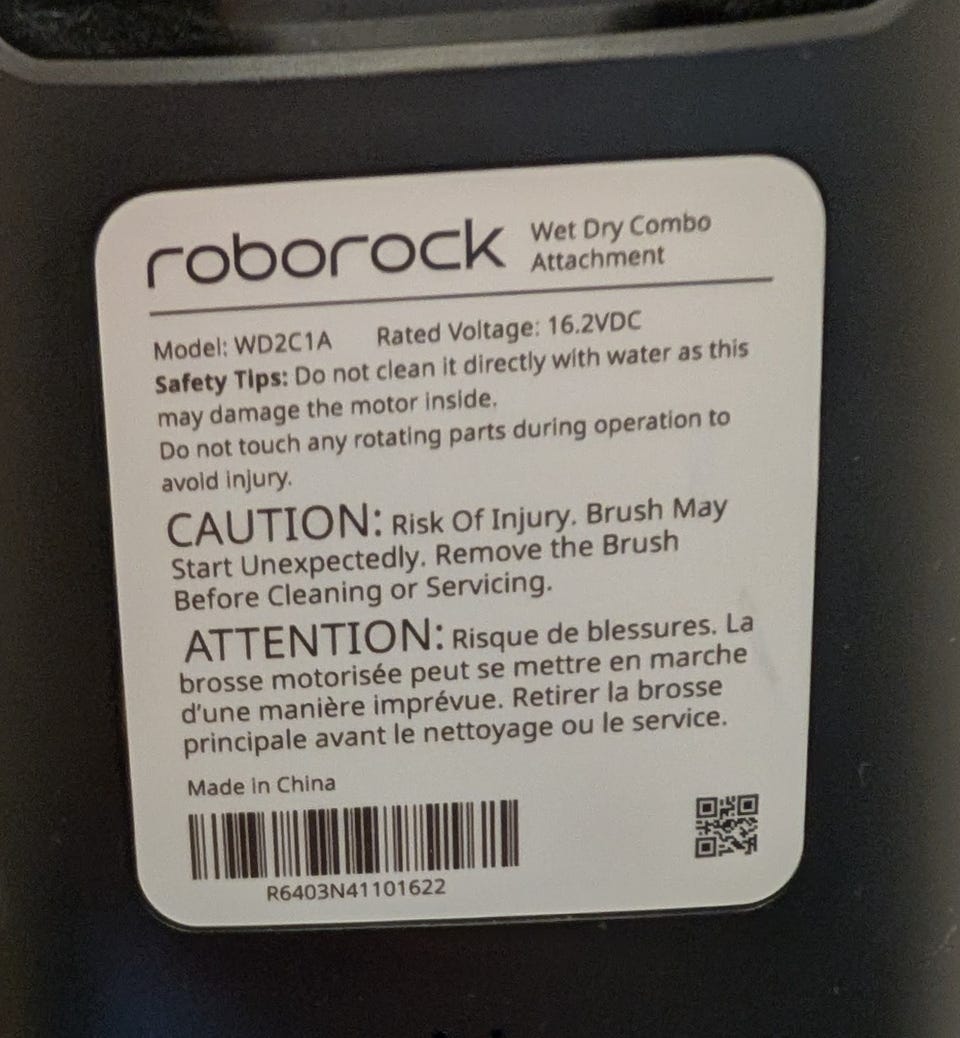 roborock Wet Dry Combo
Attachment
Model: WD2C1A Rated Voltage: 16.2VDC
Safety Tips: Do not clean it directly with water as this
may damage the motor inside.
Do not touch any rotating parts during operation to
avoid injury.
CAUTION: Risk Of Injury. Brush May
Start Unexpectedly. Remove the Brush
Before Cleaning or Servicing.
ATTENTION: Risque de blessures. La
brosse motorisée peut se mettre en marche
d'une manière imprévue. Retirer la brosse
principale avant le nettoyage ou le service.
Made in China
R6403N41101622